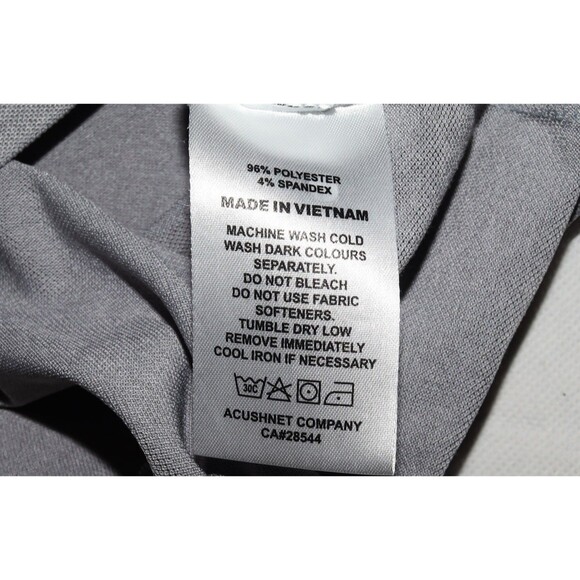 96% POLYESTER
4% SPANDEX
MADE IN VIETNAM
MACHINE WASH COLD
WASH DARK COLOURS
SEPARATELY.
DO NOT BLEACH
DO NOT USE FABRIC
SOFTENERS.
TUMBLE DRY LOW
REMOVE IMMEDIATELY
COOL IRON IF NECESSARY
30C
ACUSHNET COMPANY
CA#28544